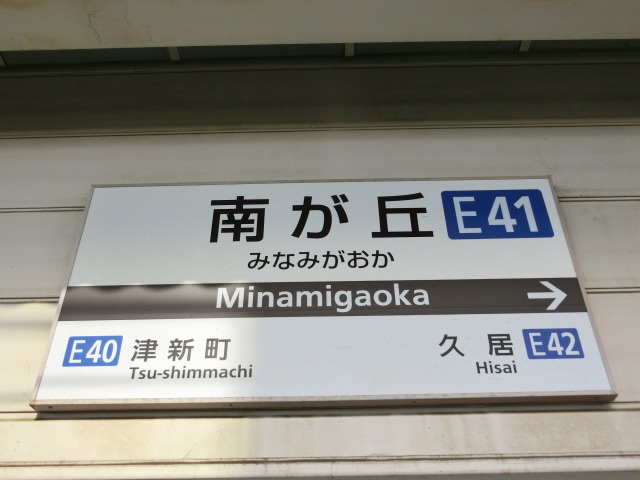 南が丘 E41
みなみがおか
Minamigaoka →
E40 津新町 久居 E42
Tsu-shimmachi Hisai